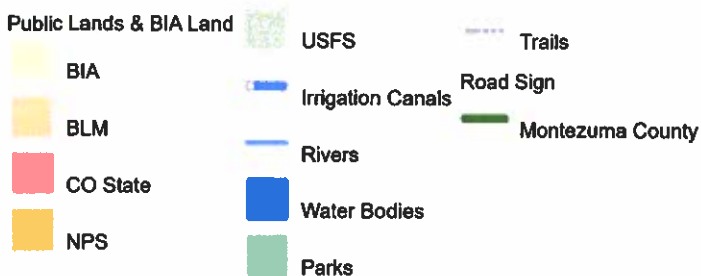 Public Lands & BIA Land
BIA
BLM
CO State
NPS
USFS
Irrigation Canals
Rivers
Water Bodies
Parks
Trails
Road Sign
Montezuma County